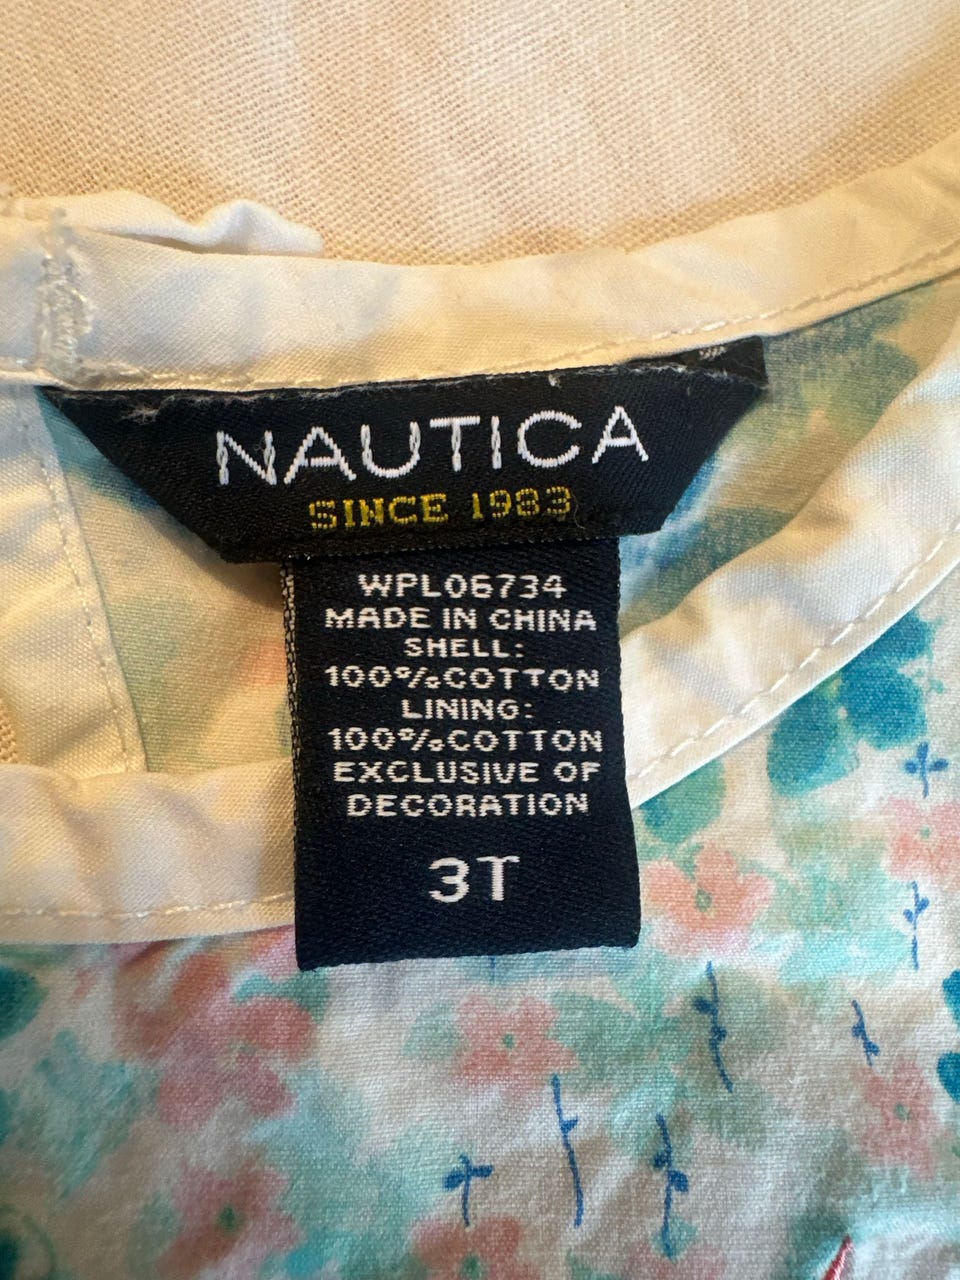 NAUTICA
SINCE 1983
WPL06734
MADE IN CHINA
SHELL:
100%COTTON
LINING:
100%COTTON
EXCLUSIVE OF
DECORATION
3T